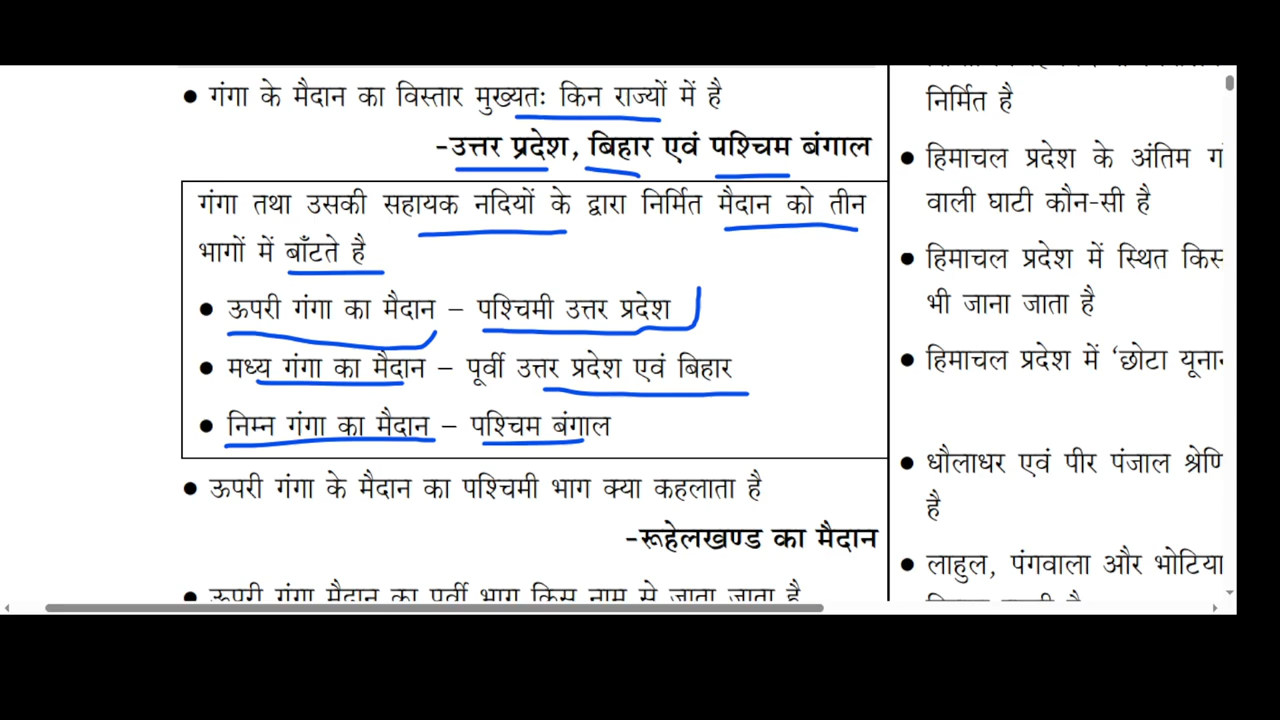 ● गंगा के मैदान का विस्तार मुख्यतः किन राज्यों में है
-उत्तर प्रदेश, बिहार एवं पश्चिम बंगाल
गंगा तथा उसकी सहायक नदियों के द्वारा निर्मित मैदान को तीन
भागों में बाँटते है
● ऊपरी गंगा का मैदान – पश्चिमी उत्तर प्रदेश
● मध्य गंगा का मैदान – पूर्वी उत्तर प्रदेश एवं बिहार
● निम्न गंगा का मैदान – पश्चिम बंगाल
● ऊपरी गंगा के मैदान का पश्चिमी भाग क्या कहलाता है
-रूहेलखण्ड का मैदान
● ऊपरी गंगा मैदान का पूर्वी भाग किस नाम से जाता जाता है
निर्मित है
● हिमाचल प्रदेश के अंतिम
वाली घाटी कौन-सी है
● हिमाचल प्रदेश में स्थित किस
भी जाना जाता है
● हिमाचल प्रदेश में ‘छोटा यूनान
● धौलाधर एवं पीर पंजाल
है
● लाहुल, पंगवाला और भोटिया